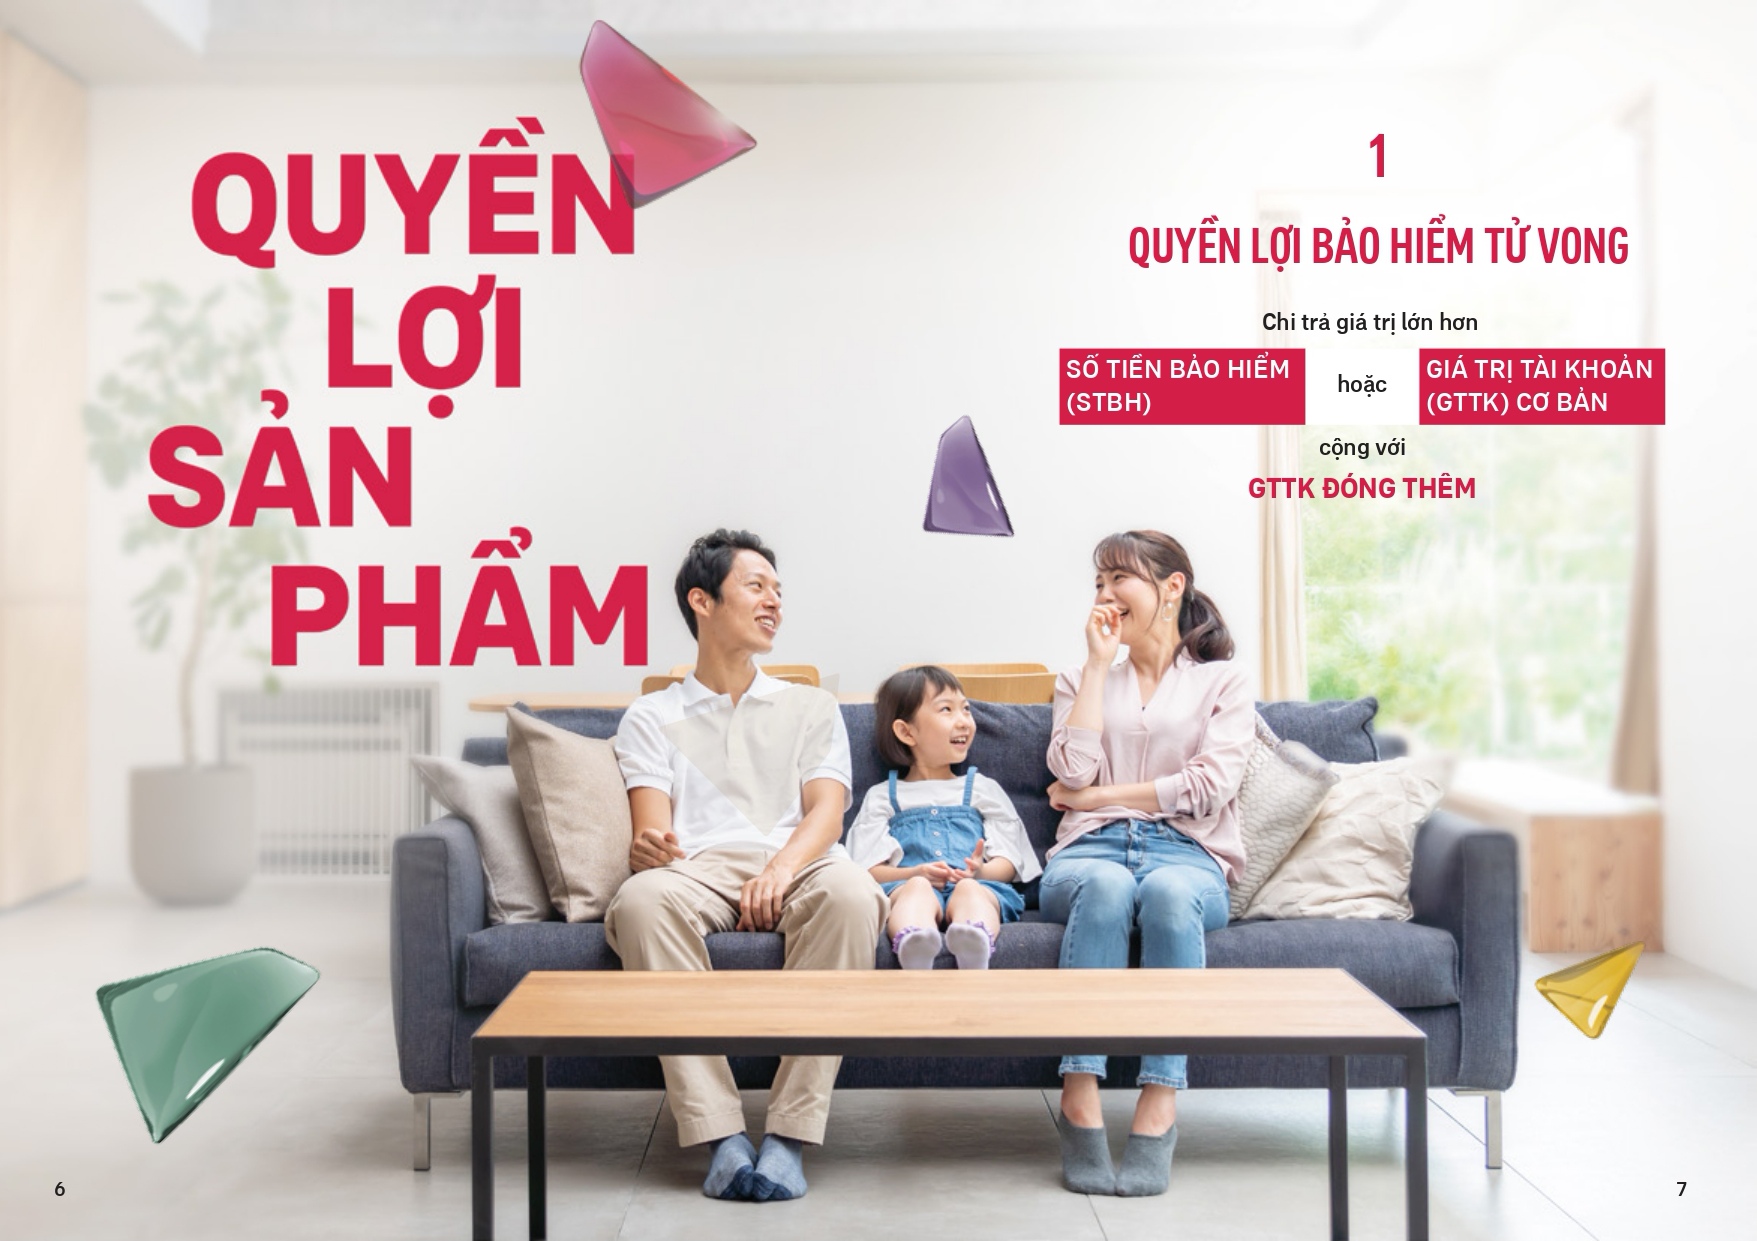 QUYỀN
LỢI
SẢN
PHẨM
1
QUYỀN LỢI BẢO HIỂM TỬ VONG
Chi trả giá trị lớn hơn
SỐ TIỀN BẢO HIỂM
(STBH)
hoặc
GIÁ TRỊ TÀI KHOẢN
(GTTK) CƠ BẢN
cộng với
GTTK ĐÓNG THÊM
6
7